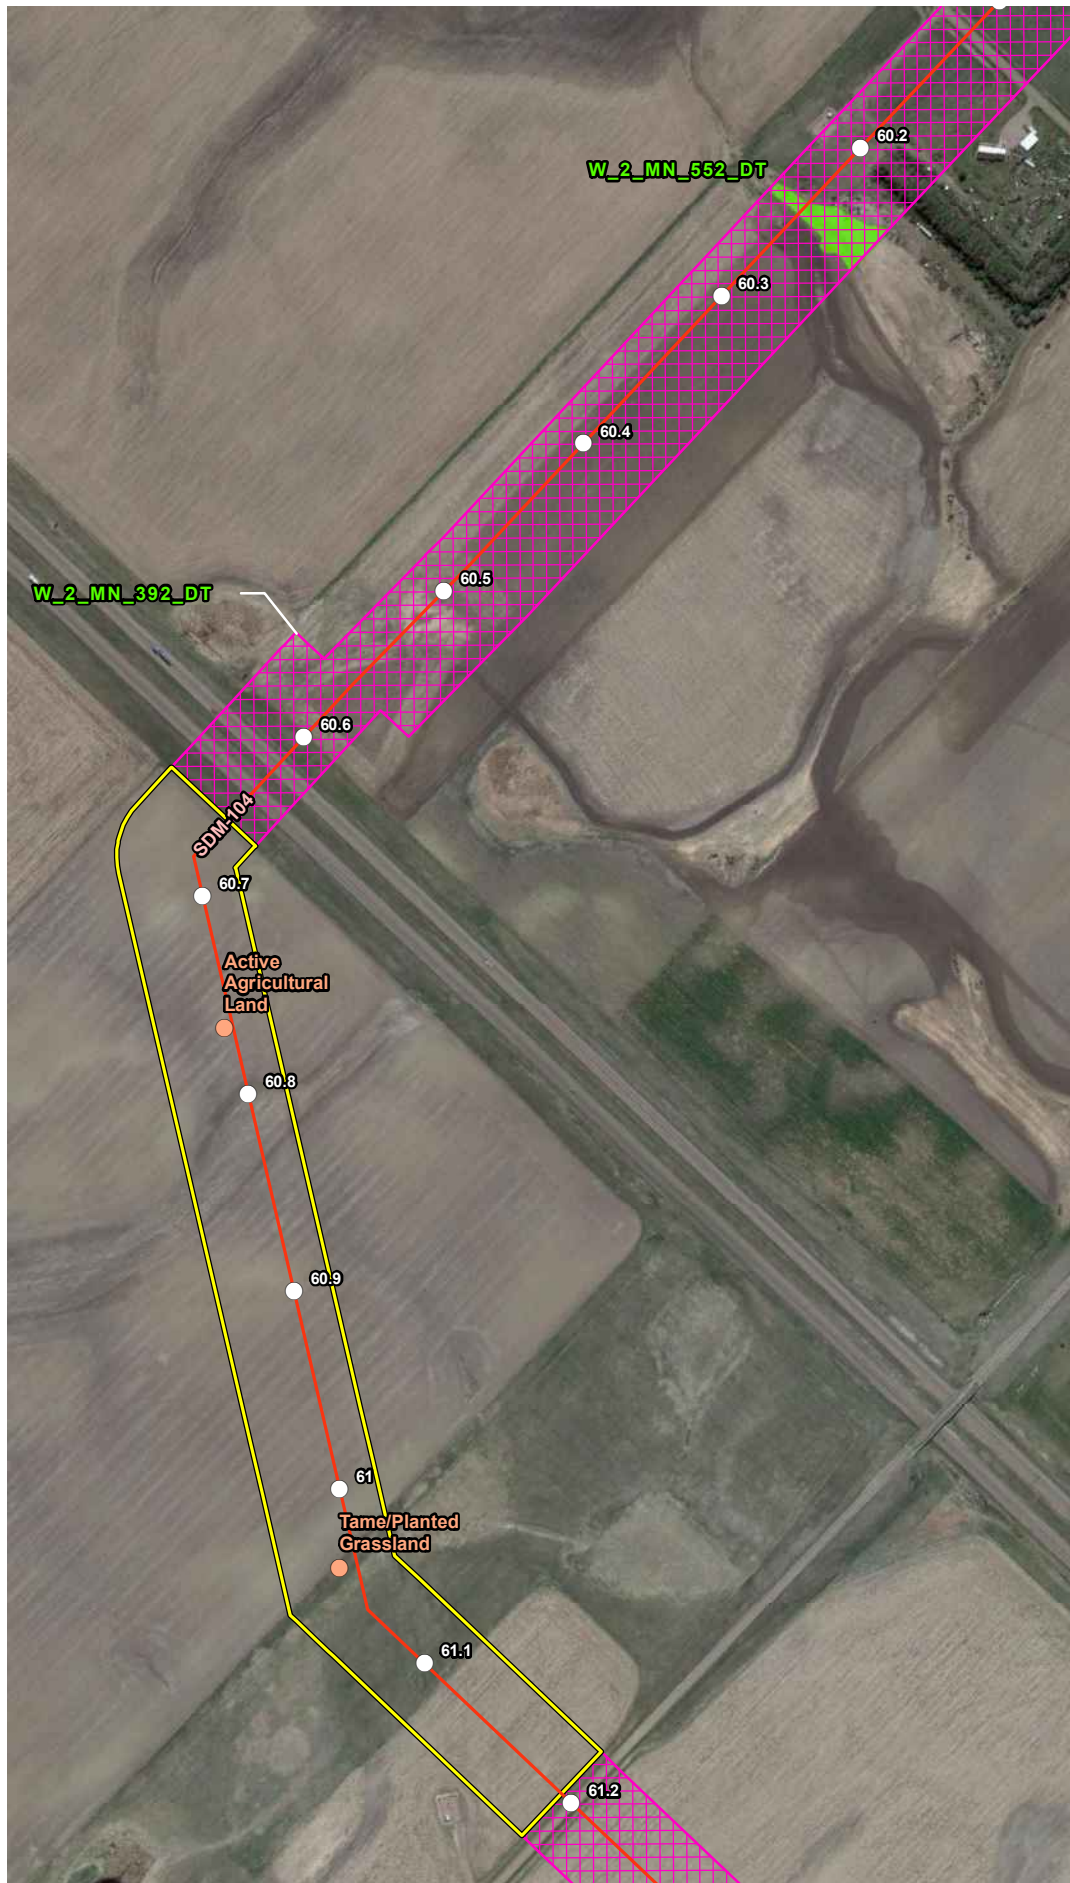 60.2
W_2_MN_552_DT
60.3
60.4
60.5
W_2_MN_392_DT
60.6
SDM-104
60.7
Active
Agricultural
Land
60.8
60.9
61
Tame/Planted
Grassland
61.1
61.2